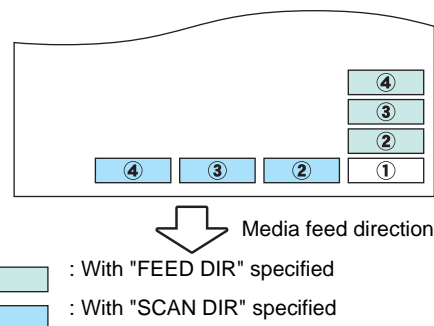 ④
③
②
④ ③ ② ①
Media feed direction
: With "FEED DIR" specified
: With "SCAN DIR" specified